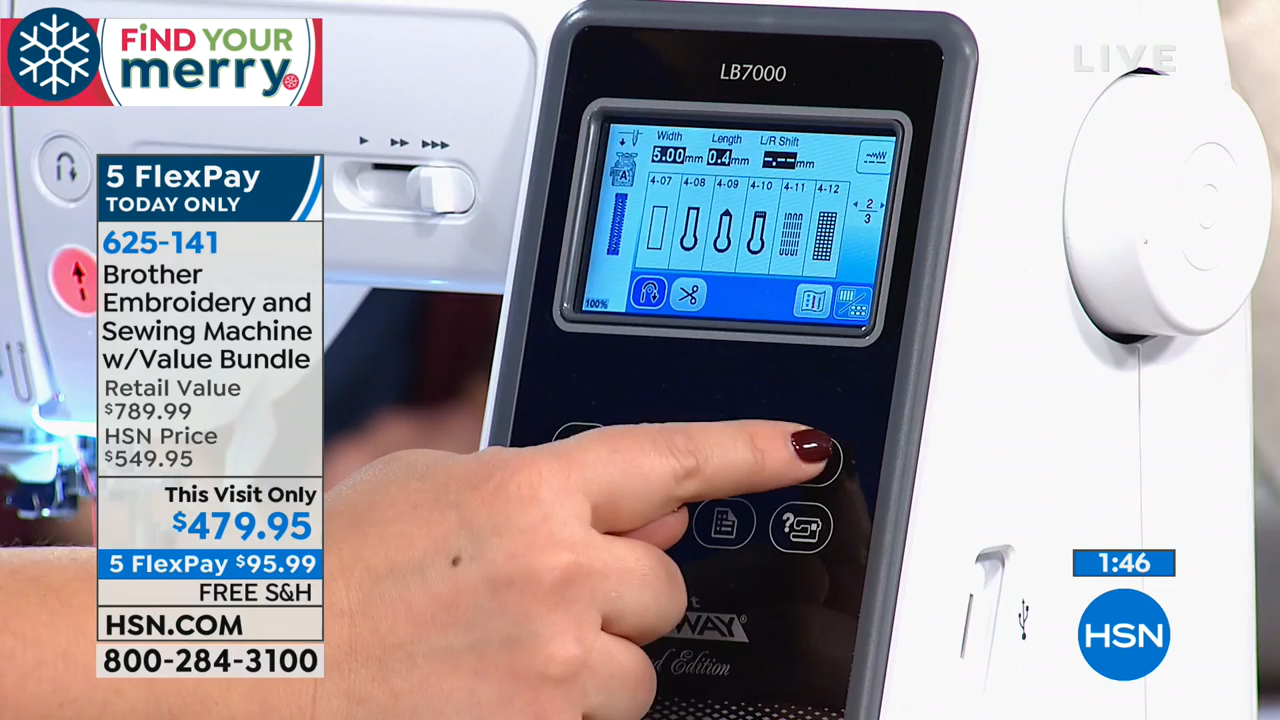 FiND YOUR
merry.
LIVE
LB7000
Width
Length
L/R Shift
5.00mm
0.4mm
-.--mm
4-07
4-08
4-09
4-10
4-11
4-12
2
3
A
100%
5 FlexPay
TODAY ONLY
625-141
Brother
Embroidery and
Sewing Machine
w/Value Bundle
Retail Value
$789.99
HSN Price
$549.95
This Visit Only
$479.95
5 FlexPay $95.99
FREE S&H
HSN.COM
800-284-3100
?
Edition
1:46
HSN